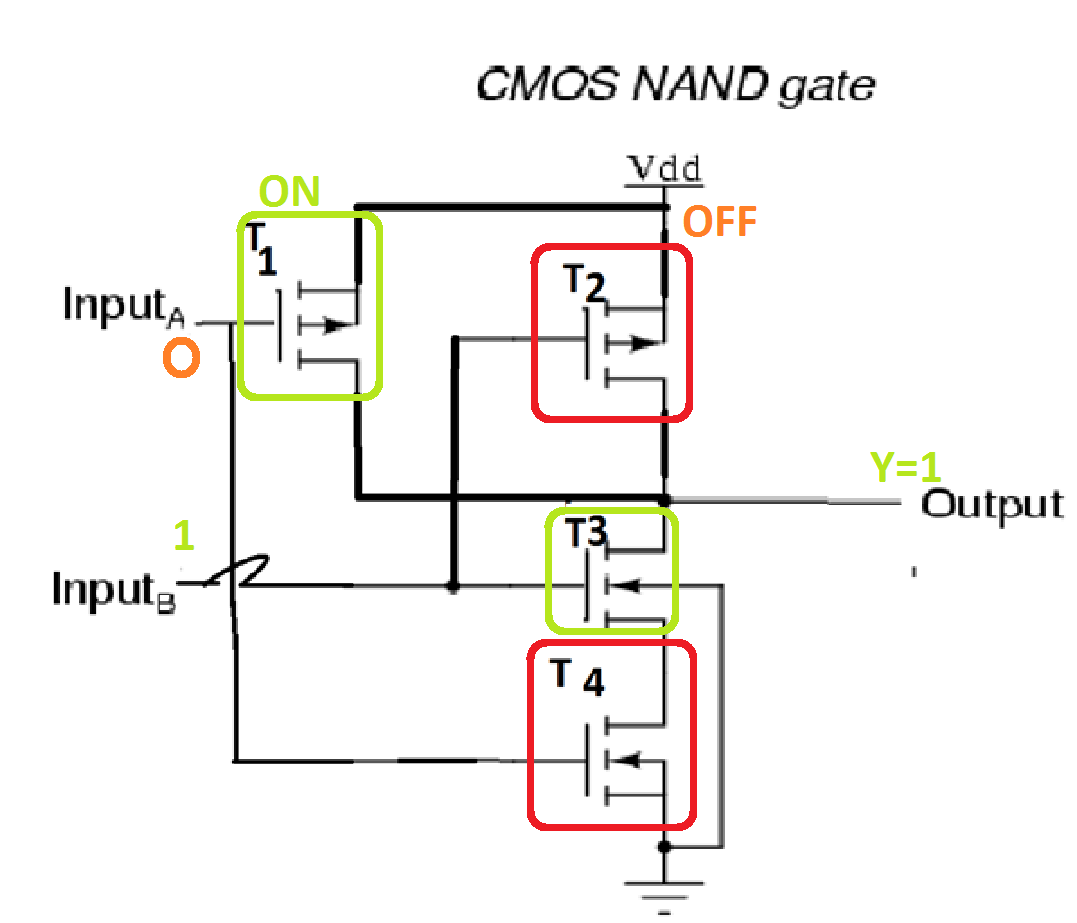 CMOS NAND gate
Vdd
ON
OFF
T1
T2
InputA
O
Y=1
Output
T3
1
InputB
T 4